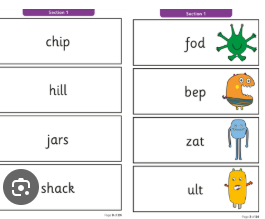 Section 1
chip
hill
jars
shack
Section 1
fod
bep
zat
ult